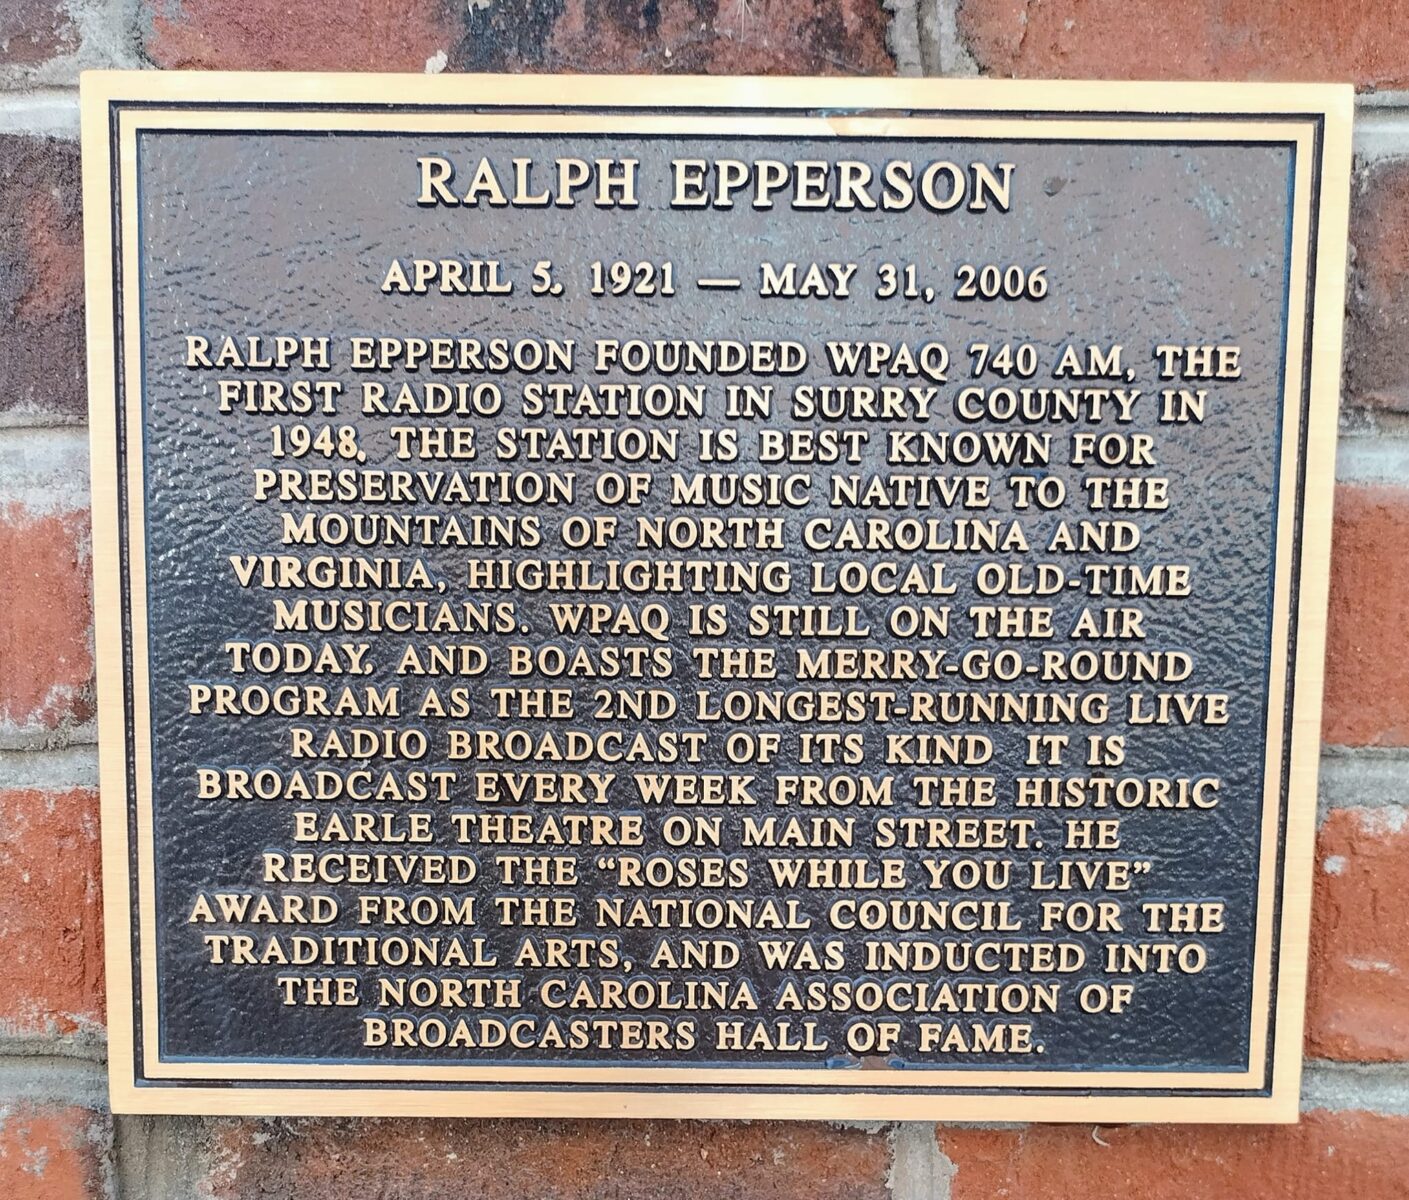 RALPH EPPERSON
APRIL 5, 1921 — MAY 31, 2006
RALPH EPPERSON FOUNDED WPAQ 740 AM, THE
FIRST RADIO STATION IN SURRY COUNTY IN
1948. THE STATION IS BEST KNOWN FOR
PRESERVATION OF MUSIC NATIVE TO THE
MOUNTAINS OF NORTH CAROLINA AND
VIRGINIA, HIGHLIGHTING LOCAL OLD-TIME
MUSICIANS. WPAQ IS STILL ON THE AIR
TODAY, AND BOASTS THE MERRY-GO-ROUND
PROGRAM AS THE 2ND LONGEST-RUNNING LIVE
RADIO BROADCAST OF ITS KIND IT IS
BROADCAST EVERY WEEK FROM THE HISTORIC
EARLE THEATRE ON MAIN STREET. HE
RECEIVED THE “ROSES WHILE YOU LIVE”
AWARD FROM THE NATIONAL COUNCIL FOR THE
TRADITIONAL ARTS, AND WAS INDUCTED INTO
THE NORTH CAROLINA ASSOCIATION OF
BROADCASTERS HALL OF FAME.